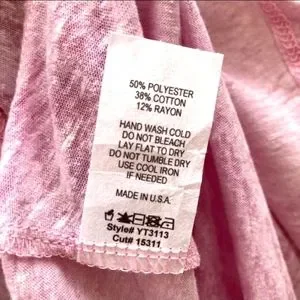 50% POLYESTER
38% COTTON
12% RAYON
HAND WASH COLD
DO NOT BLEACH
LAY FLAT TO DRY
DO NOT TUMBLE DRY
USE COOL IRON
IF NEEDED
MADE IN U.S.A.
Style# YT3113
Cut# 15311